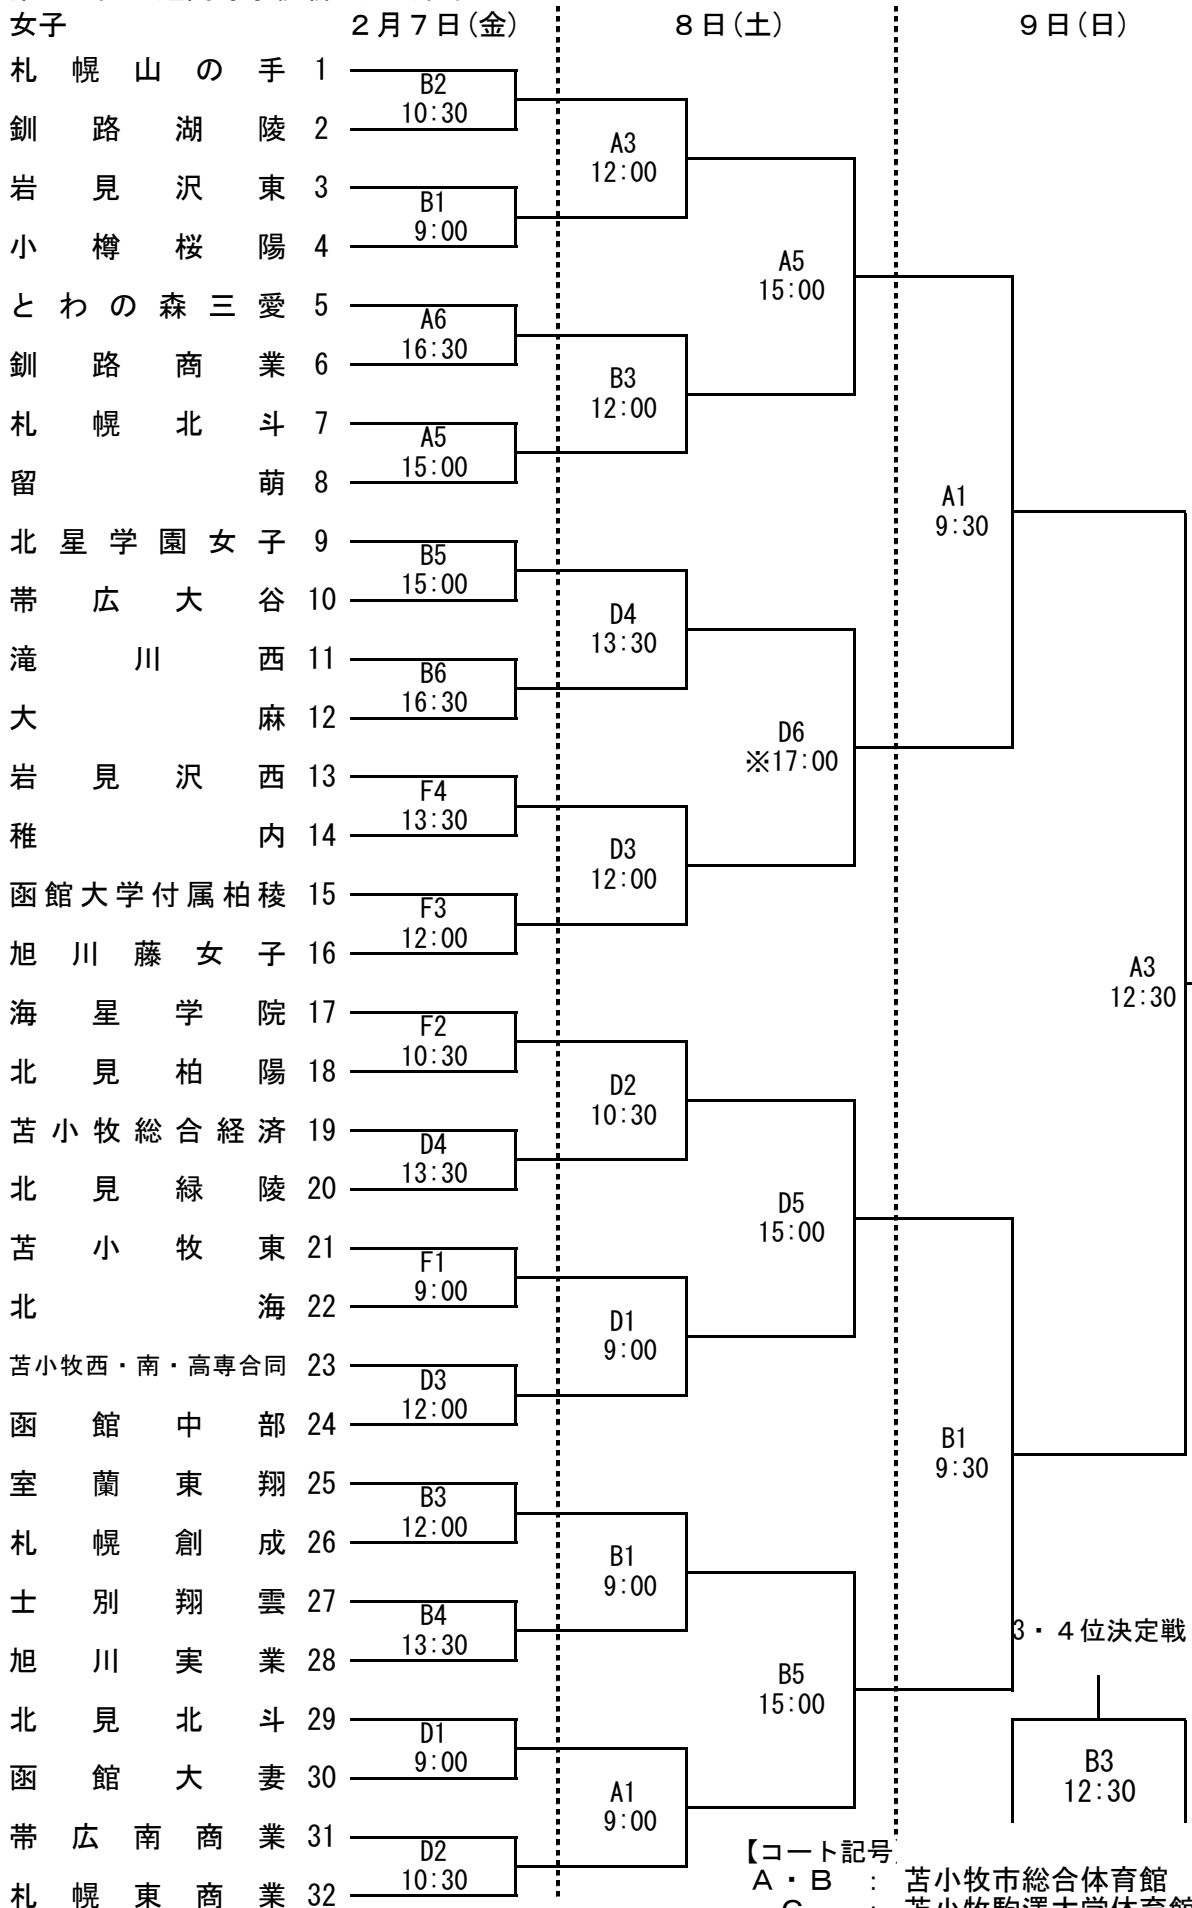 女子 2月7日(金) 8日(土) 9日(日)
札幌山の手 1
B2
10:30
釧路湖陵 2
A3
12:00
岩見沢東 3
B1
9:00
小樽桜陽 4
A5
15:00
とわの森三愛 5
A6
16:30
釧路商業 6
B3
12:00
札幌北斗 7
A5
15:00
留萌 8
A1
9:30
北星学園女子 9
B5
15:00
帯広大谷 10
D4
13:30
滝川西 11
B6
16:30
大麻 12
D6
※17:00
岩見沢西 13
F4
13:30
稚内 14
D3
12:00
函館大学付属柏稜 15
F3
12:00
旭川藤女子 16
A3
12:30
海星学院 17
F2
10:30
北見柏陽 18
D2
10:30
苫小牧総合経済 19
D4
13:30
北見緑陵 20
D5
15:00
苫小牧東 21
F1
9:00
北海 22
D1
9:00
苫小牧西・南・高専合同 23
D3
12:00
函館中部 24
B1
9:30
室蘭東翔 25
B3
12:00
札幌創成 26
B1
9:00
士別翔雲 27
B4
13:30
3・4位決定戦
旭川実業 28
B5
15:00
北見北斗 29
D1
9:00
函館大妻 30
B3
12:30
A1
9:00
帯広南商業 31
D2
10:30
札幌東商業 32
【コート記号
A・B : 苫小牧市総合体育館
C : 苫小牧駒澤大学体育館